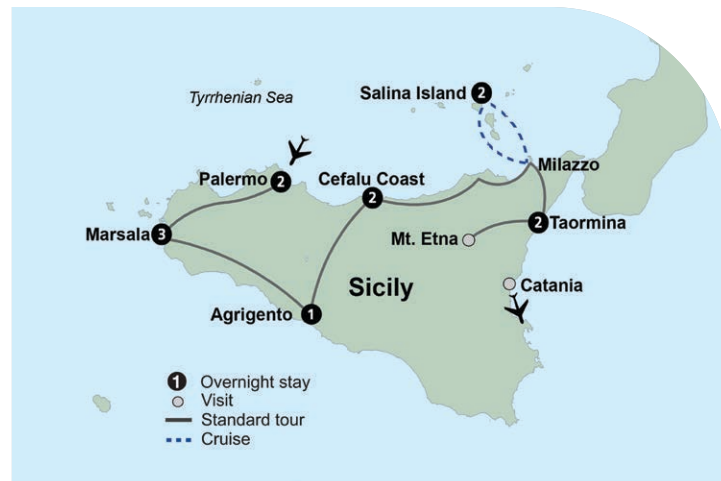 Tyrrhenian Sea
Salina Island 2
Milazzo
Palermo 2
Cefalu Coast
2
Marsala 3
2 Taormina
Mt. Etna
Sicily
Catania
Agrigento 1
1 Overnight stay
Visit
Standard tour
Cruise